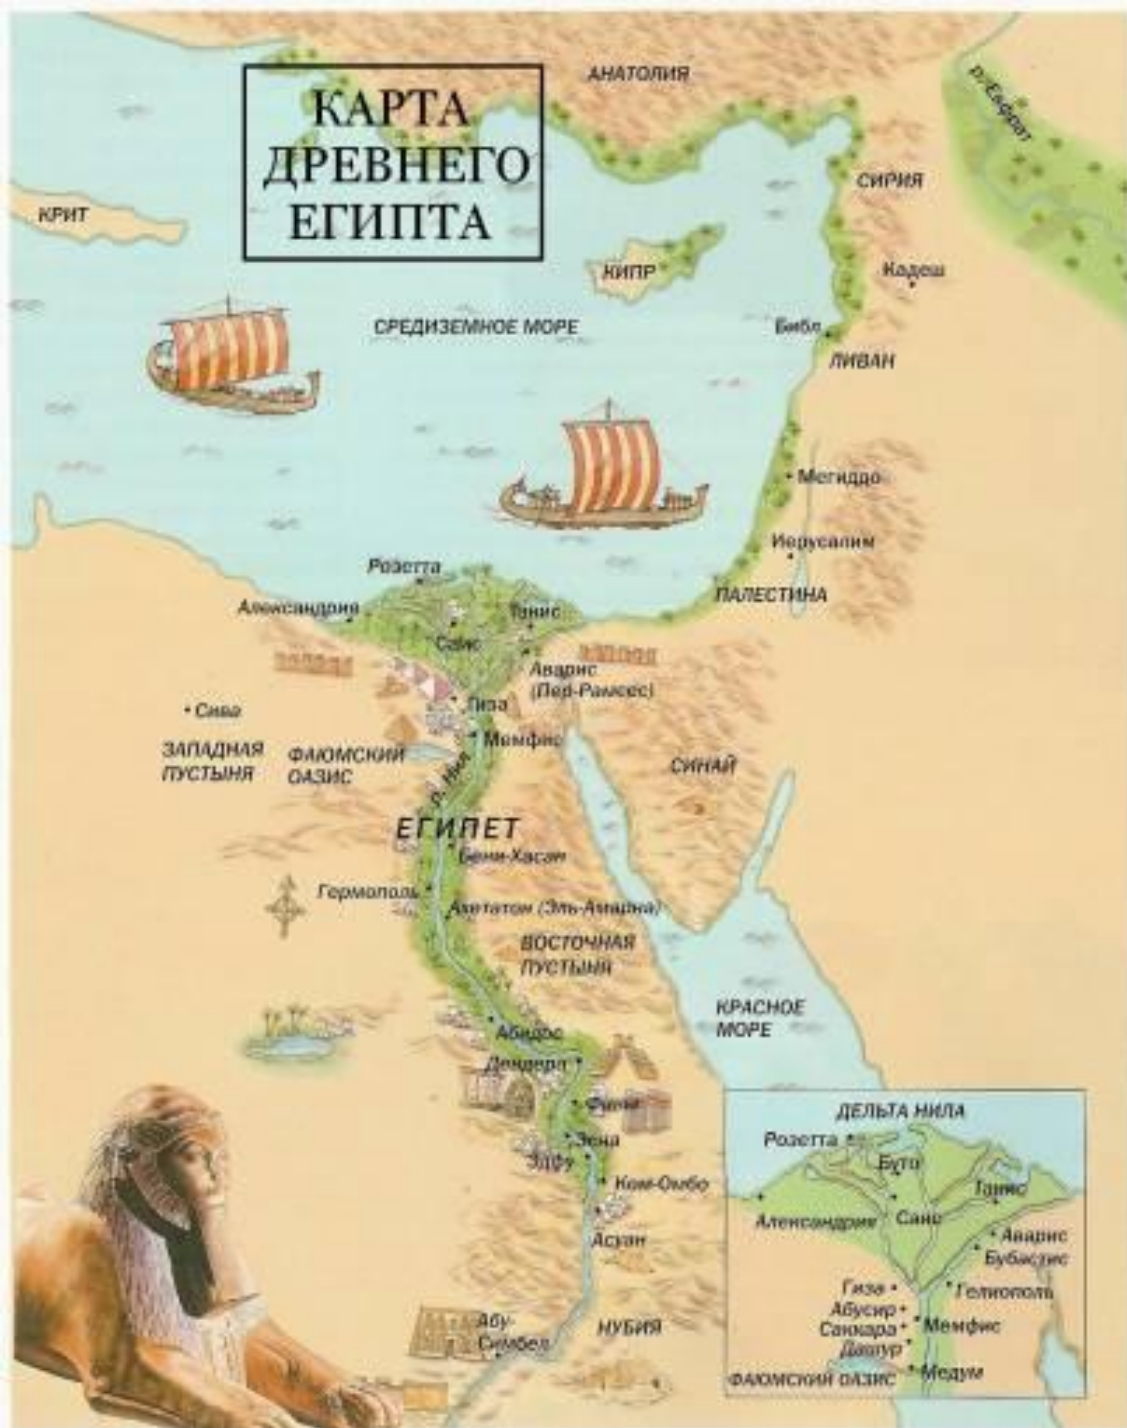 КАРТА
ДРЕВНЕГО
ЕГИПТА
АНАТОЛИЯ
р. Евфрат
СИРИЯ
КРИТ
КИПР
Кадеш
СРЕДИЗЕМНОЕ МОРЕ
Библ
ЛИВАН
Мегиддо
Иерусалим
ПАЛЕСТИНА
Розетта
Александрия
Танис
Саис
Аварис
(Пер-Рамсес)
Гиза
Сива
Мемфис
ЗАПАДНАЯ
ПУСТЫНЯ
ФАЮМСКИЙ
ОАЗИС
р. Нил
СИНАЙ
ЕГИПЕТ
Бени-Хасан
Гермополь
Ахетатон (Эль-Амарна)
ВОСТОЧНАЯ
ПУСТЫНЯ
КРАСНОЕ
МОРЕ
Абидос
Дендера
Фивы
Эсна
Эдфу
Ком-Омбо
Асуан
НУБИЯ
Абу-
Симбел
ДЕЛЬТА НИЛА
Розетта
Буто
Танис
Александрия
Саис
Аварис
Бубастис
Гиза
Гелиополь
Абусир
Саккара
Мемфис
Дашур
Медум
ФАЮМСКИЙ ОАЗИС